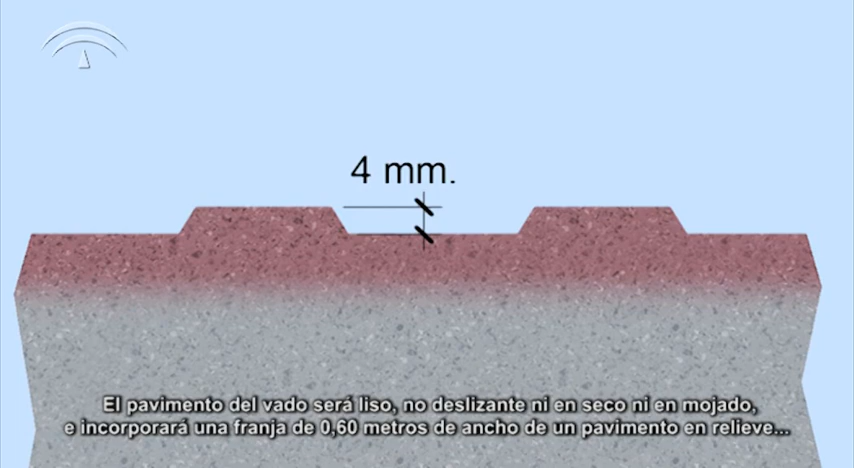 4 mm.
El pavimento del vado será liso, no deslizante ni en seco ni en mojado,
e incorporará una franja de 0,60 metros de ancho de un pavimento en relieve...